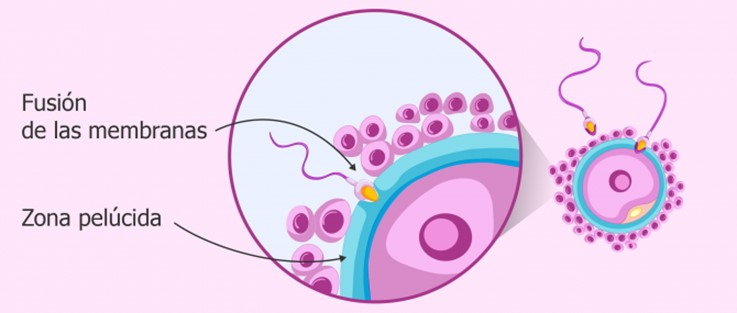 Fusión
de las membranas
Zona pelúcida